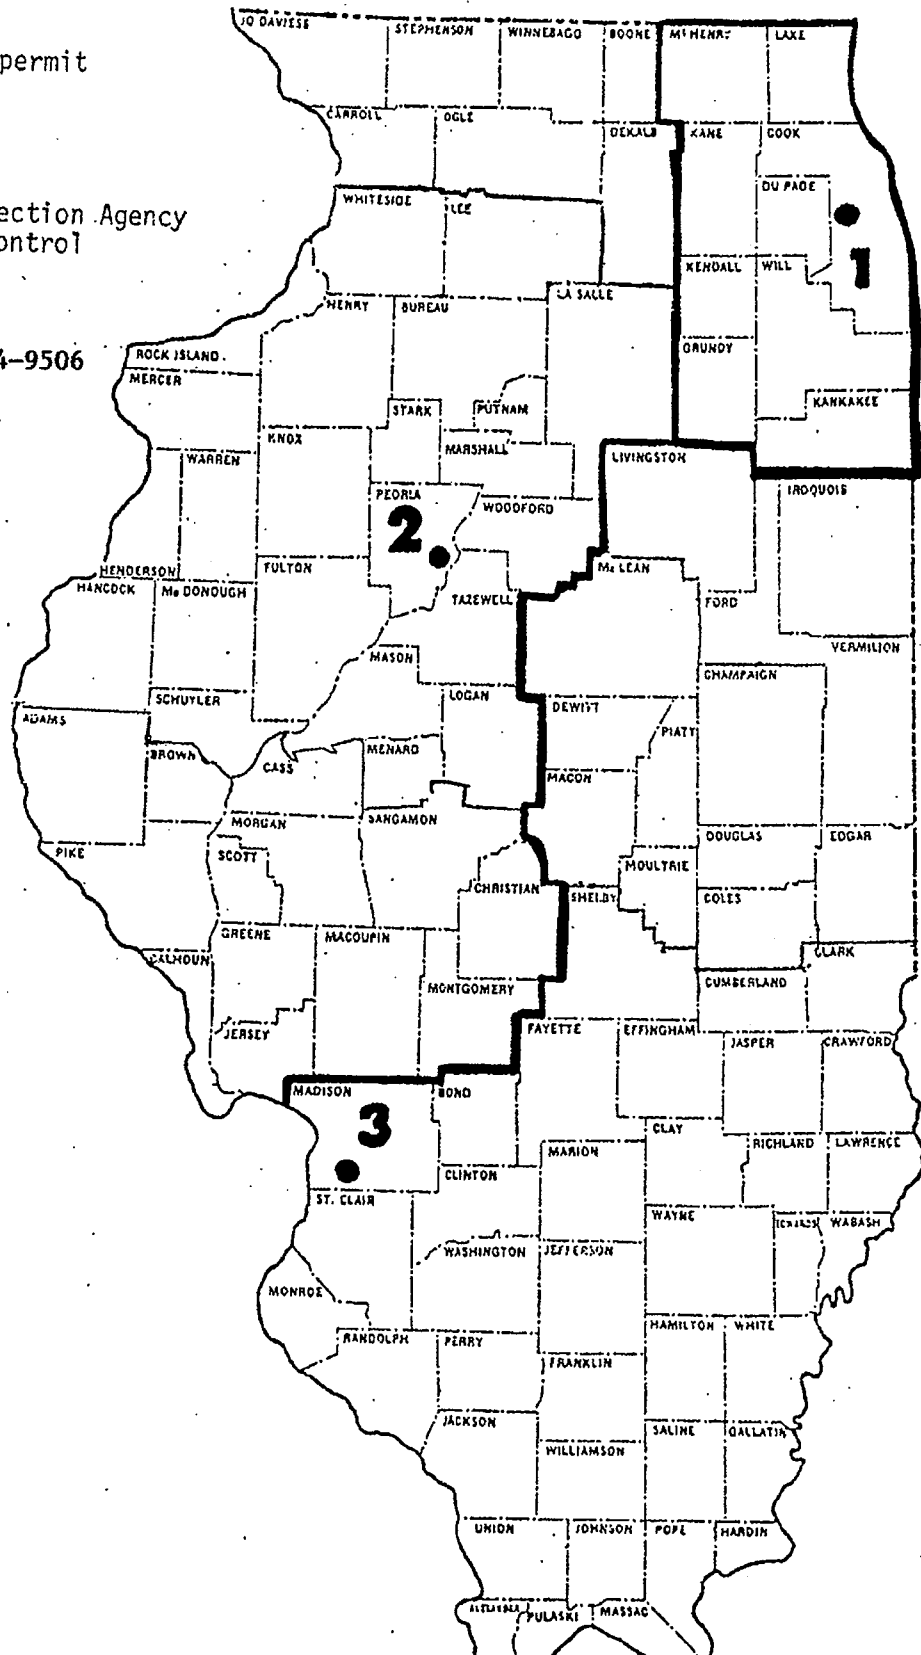 permit
ection Agency
ontrol
4-9506
JO DAVIESS
STEPHENSON
WINNEBAGO
BOONE
McHENRY
LAKE
CARROLL
OGLE
DEKALB
KANE
COOK
DU PAGE
WHITESIDE
LEE
1
KENDALL
WILL
HENRY
BUREAU
LA SALLE
ROCK ISLAND
GRUNDY
MERCER
KANKAKEE
STARK
PUTNAM
KNOX
MARSHALL
LIVINGSTON
WARREN
PEORIA
IROQUOIS
WOODFORD
2
HENDERSON
FULTON
McLEAN
HANCOCK
McDONOUGH
TAZEWELL
FORD
VERMILION
MASON
CHAMPAIGN
SCHUYLER
LOGAN
DEWITT
ADAMS
PIATT
BROWN
MENARD
CASS
MACON
MORGAN
SANGAMON
DOUGLAS
EDGAR
PIKE
SCOTT
MOULTRIE
CHRISTIAN
SHELBY
COLES
GREENE
MACOUPIN
CALHOUN
CLARK
CUMBERLAND
MONTGOMERY
FAYETTE
EFFINGHAM
JERSEY
JASPER
CRAWFORD
MADISON
BOND
3
CLAY
RICHLAND
LAWRENCE
MARION
CLINTON
ST. CLAIR
WAYNE
EDWARDS
WABASH
WASHINGTON
JEFFERSON
MONROE
HAMILTON
WHITE
RANDOLPH
PERRY
FRANKLIN
JACKSON
SALINE
GALLATIN
WILLIAMSON
UNION
JOHNSON
POPE
HARDIN
ALEXANDER
PULASKI
MASSAC